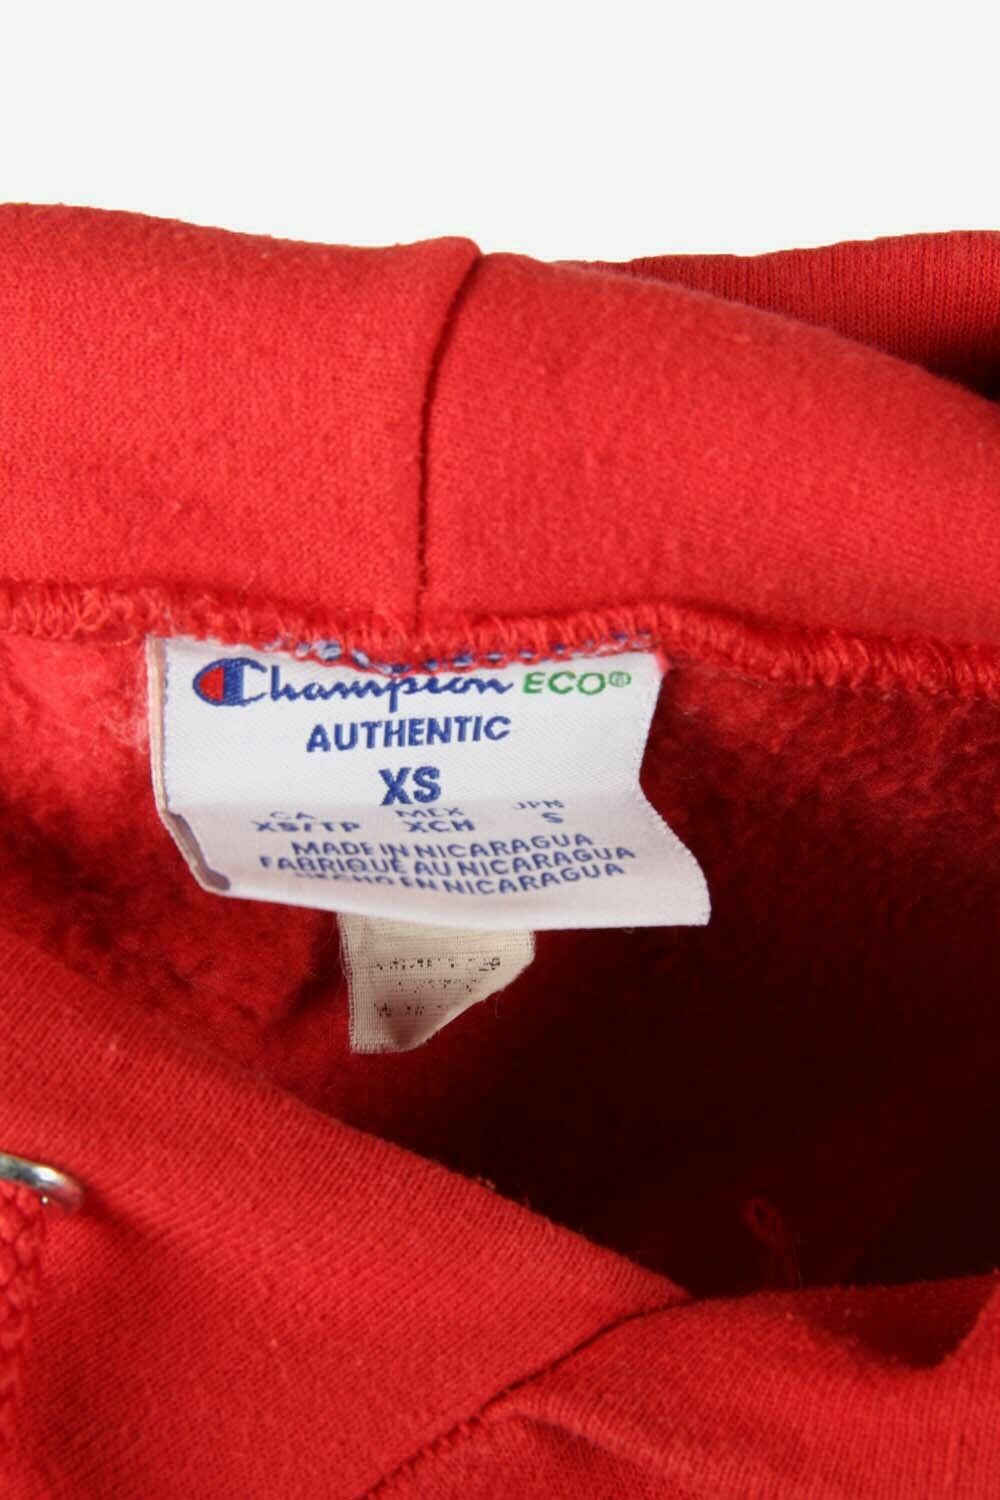 Champion ECO®
AUTHENTIC
XS
CA MEX JPN
XS/TP XCH S
MADE IN NICARAGUA
FABRIQUÉ AU NICARAGUA
HECHO EN NICARAGUA